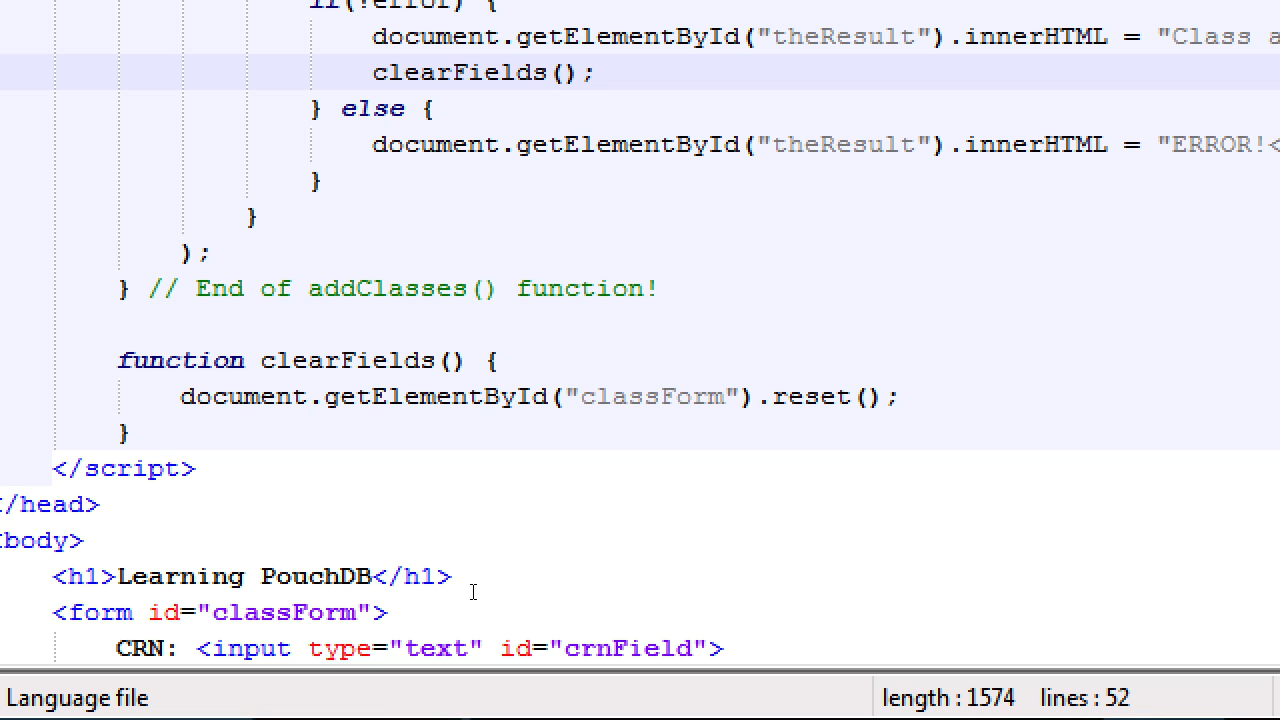 if(!error) {
document.getElementById("theResult").innerHTML = "Class a
clearFields();
} else {
document.getElementById("theResult").innerHTML = "ERROR!<
}
}
);
} // End of addClasses() function!
function clearFields() {
document.getElementById("classForm").reset();
}
</script>
</head>
<body>
<h1>Learning PouchDB</h1>
<form id="classForm">
CRN: <input type="text" id="crnField">
Language file length : 1574 lines : 52